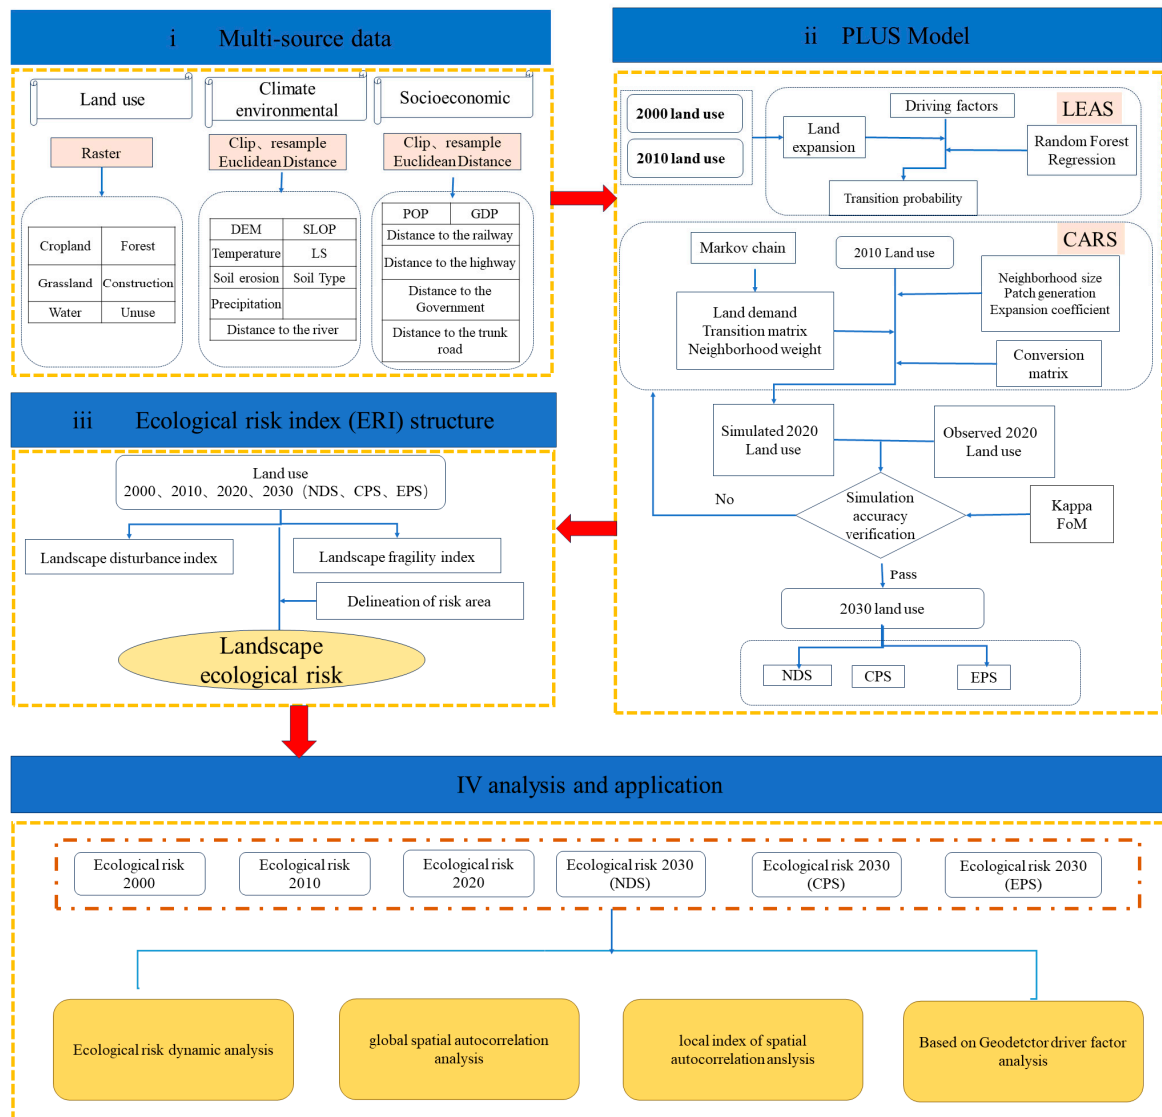 i Multi-source data
Land use
Climate
environmental
Socioeconomic
Raster
Clip、resample
Euclidean Distance
Clip、resample
Euclidean Distance
Cropland Forest
Grassland Construction
Water Unuse
DEM SLOP
Temperature LS
Soil erosion Soil Type
Precipitation
Distance to the river
POP GDP
Distance to the railway
Distance to the highway
Distance to the
Government
Distance to the trunk
road
ii PLUS Model
2000 land use
2010 land use
Land
expansion
Driving factors
LEAS
Random Forest
Regression
Transition probability
CARS
Markov chain
2010 Land use
Neighborhood size
Patch generation
Expansion coefficient
Land demand
Transition matrix
Neighborhood weight
Conversion
matrix
Simulated 2020
Land use
Observed 2020
Land use
No
Simulation
accuracy
verification
Kappa
FoM
Pass
2030 land use
NDS
CPS
EPS
iii Ecological risk index (ERI) structure
Land use
2000、2010、2020、2030（NDS、CPS、EPS）
Landscape disturbance index
Landscape fragility index
Delineation of risk area
Landscape
ecological risk
IV analysis and application
Ecological risk
2000
Ecological risk
2010
Ecological risk
2020
Ecological risk 2030
(NDS)
Ecological risk 2030
(CPS)
Ecological risk 2030
(EPS)
Ecological risk dynamic analysis
global spatial autocorrelation
analysis
local index of spatial
autocorrelation anslysis
Based on Geodetctor driver factor
analysis